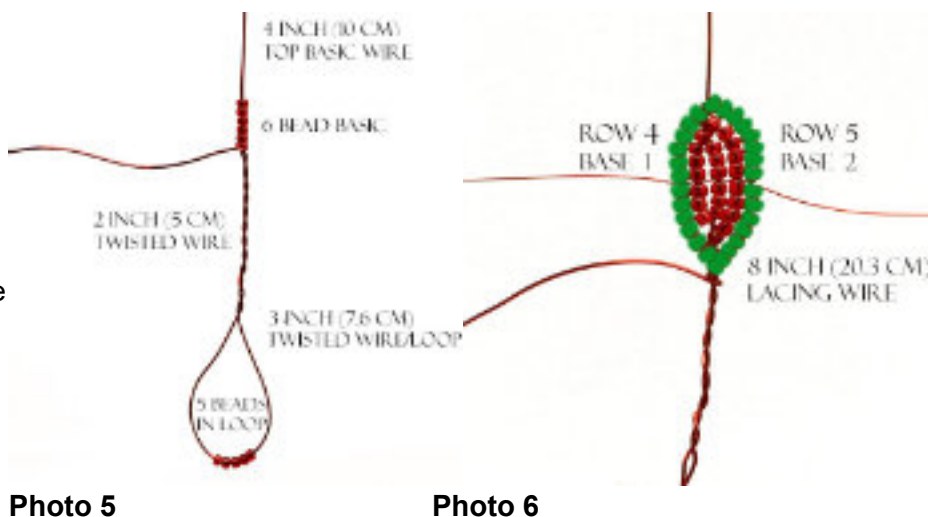 4 INCH (10 CM)
TOP BASIC WIRE
6 BEAD BASIC
2 INCH (5 CM)
TWISTED WIRE
e
3 INCH (7.6 CM)
TWISTED WIRE/LOOP
5 BEADS
IN LOOP
Photo 5
ROW 4
BASE 1
ROW 5
BASE 2
8 INCH (20.3 CM)
LACING WIRE
Photo 6